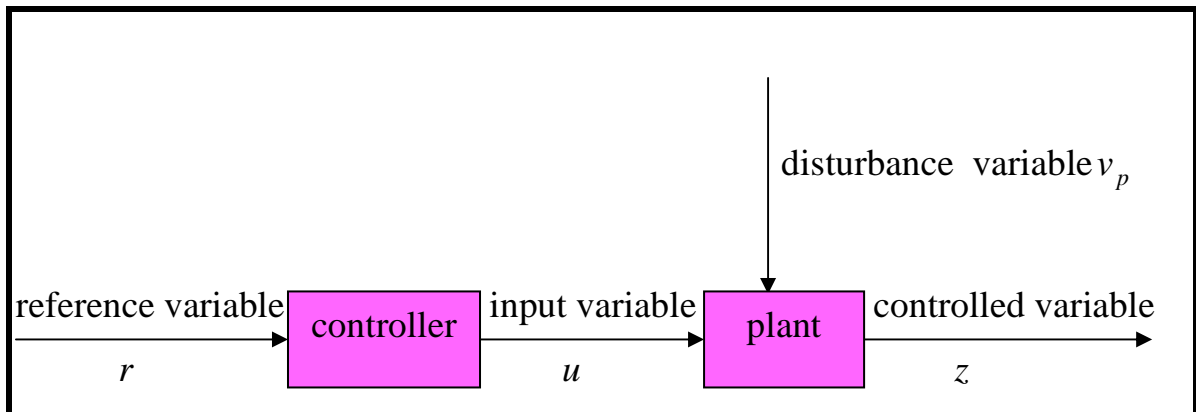 disturbance variable v_p
reference variable
controller
input variable
plant
controlled variable
r
u
z